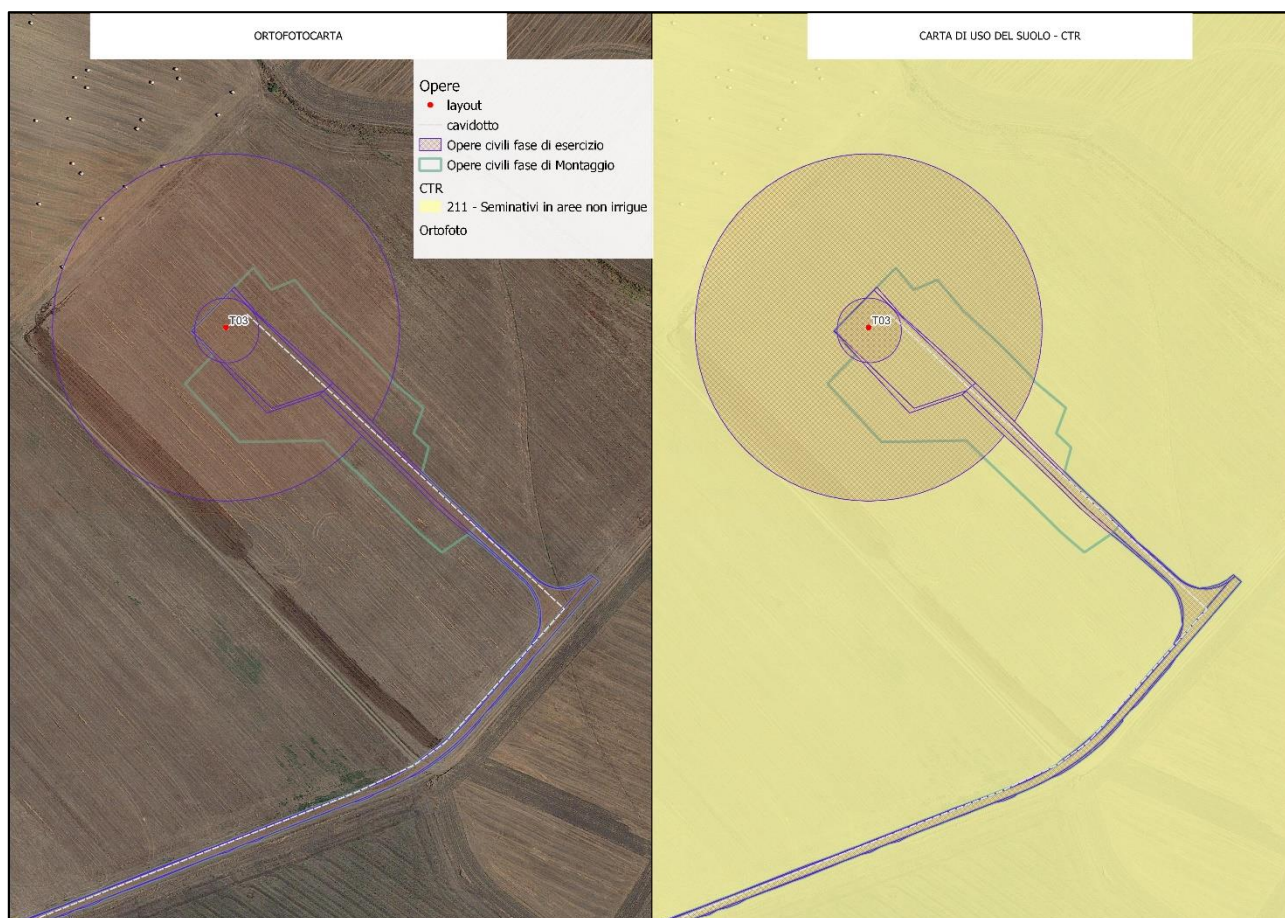 ORTOFOTOCARTA
CARTA DI USO DEL SUOLO - CTR
Opere
layout
cavidotto
Opere civili fase di esercizio
Opere civili fase di Montaggio
CTR
211 - Seminativi in aree non irrigue
Ortofoto
T03
T03